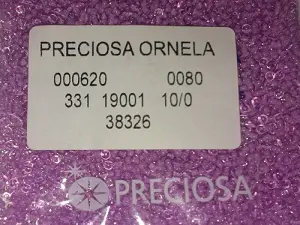 PRECIOSA ORNELA
000620 0080
331 19001 10/0
38326
PRECIOSA